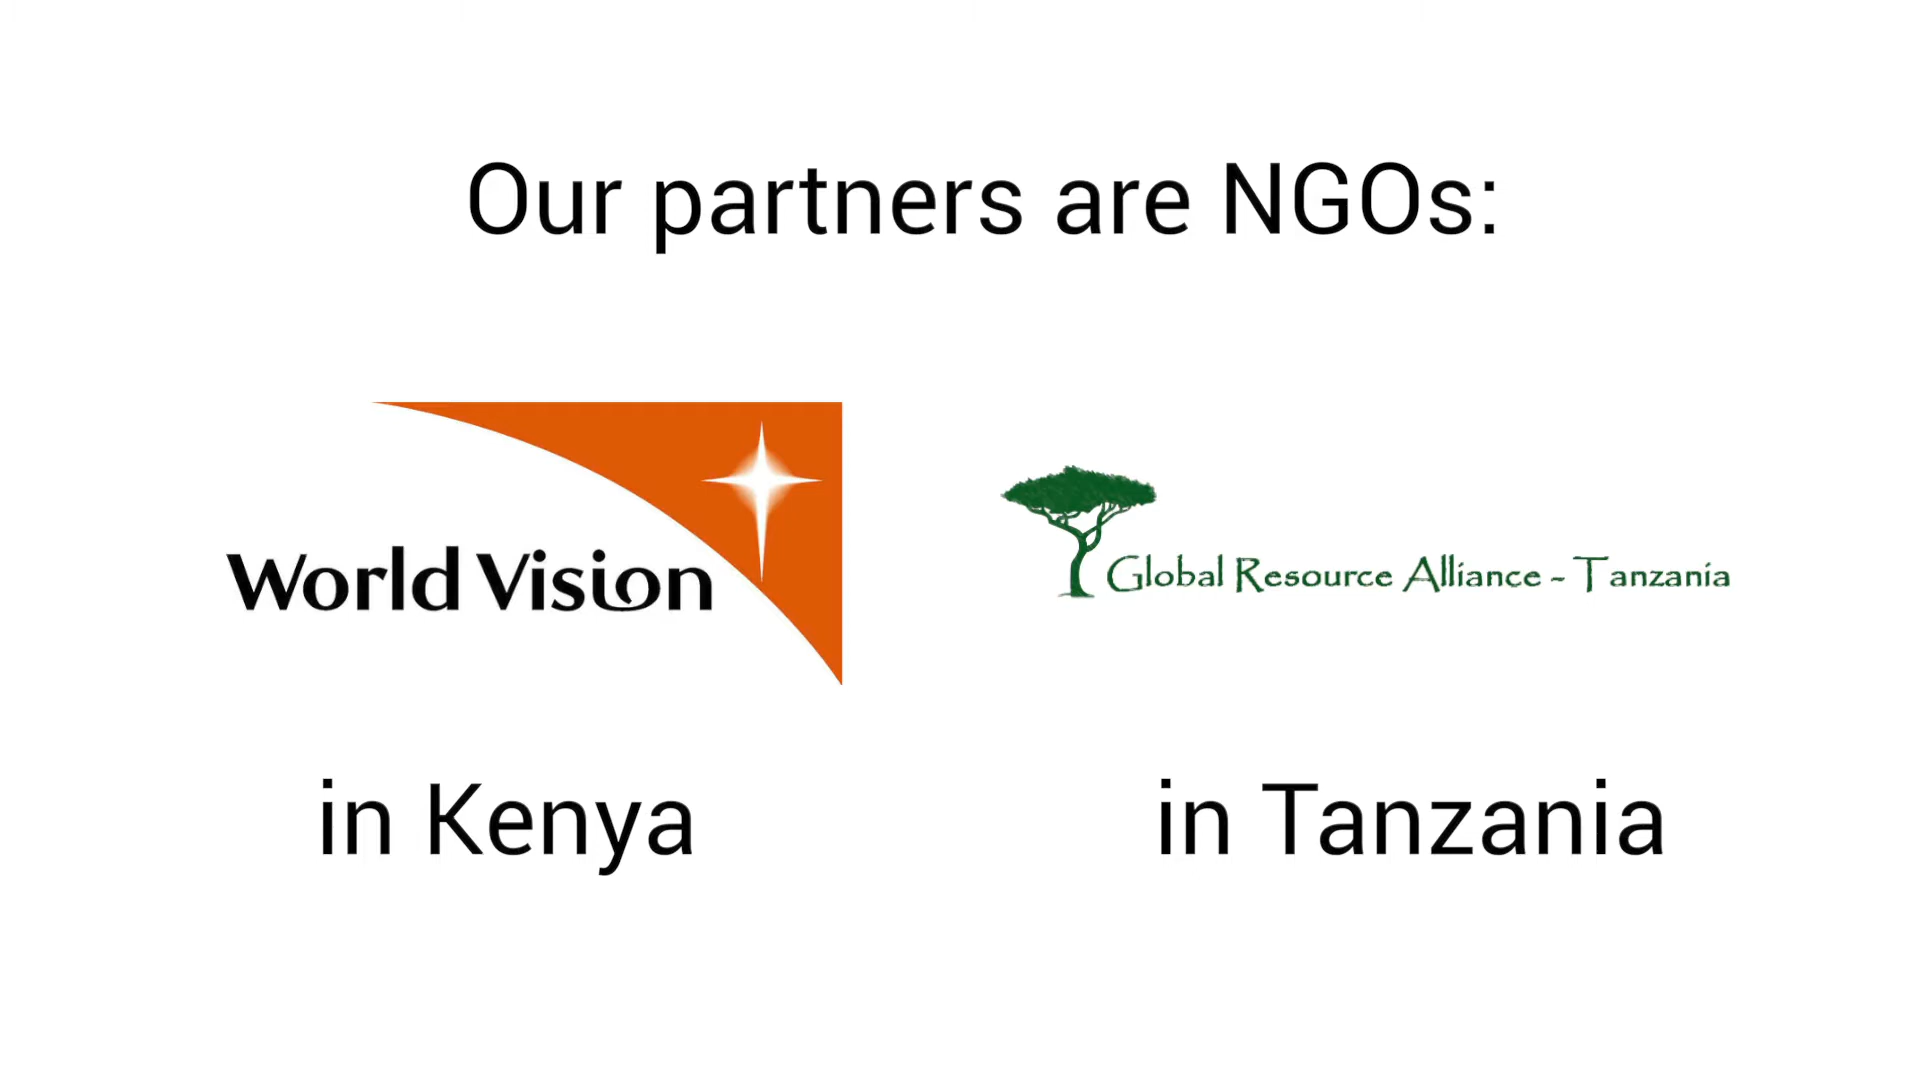 Our partners are NGOs:
World Vision
Global Resource Alliance - Tanzania
in Kenya
in Tanzania